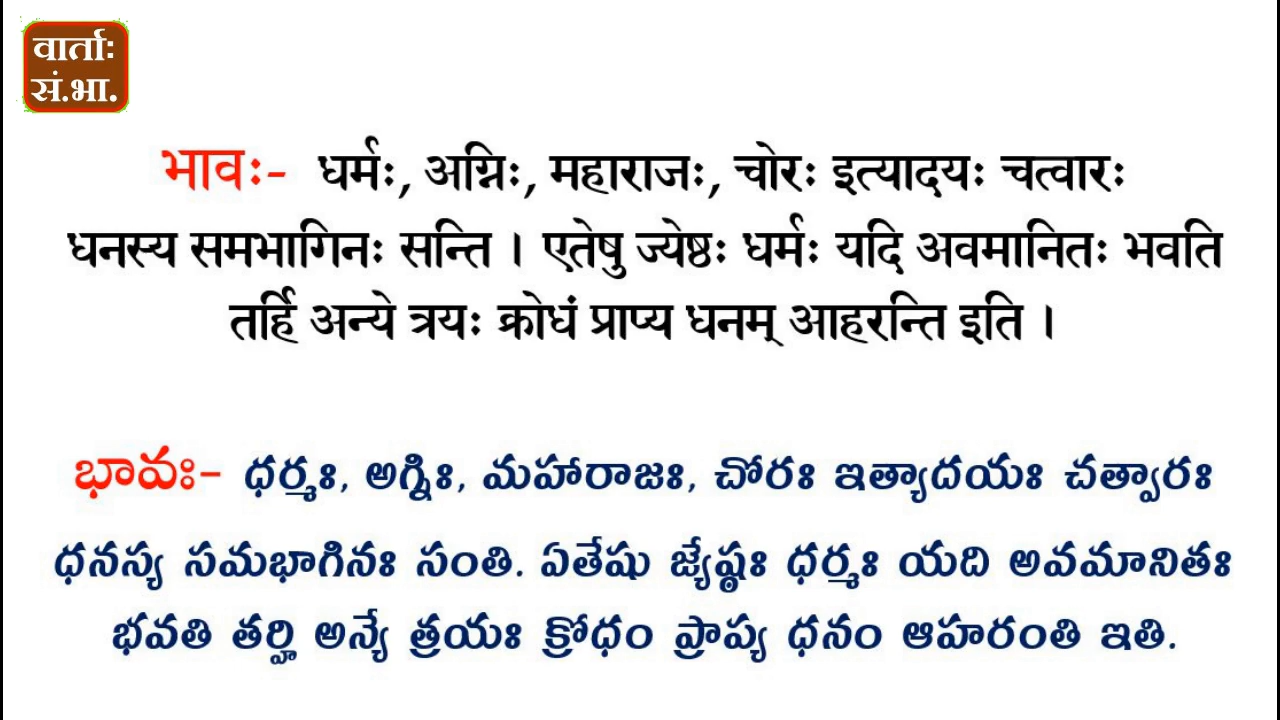 वार्ताः
सं.भा.
भावः- धर्मः, अग्निः, महाराजः, चोरः इत्यादयः चत्वारः
धनस्य समभागिनः सन्ति । एतेषु ज्येष्ठः धर्मः यदि अवमानितः भवति
तर्हि अन्ये त्रयः क्रोधं प्राप्य धनम् आहरन्ति इति ।
భావః- ధర్మః, అగ్నిః, మహారాజః, చోరః ఇత్యాదయః చత్వారః
ధనస్య సమభాగినః సంతి. ఏతేషు జ్యేష్ఠః ధర్మః యది అవమానితః
భవతి తర్హి అన్యే త్రయః క్రోధం ప్రాప్య ధనం ఆహరంతి ఇతి.